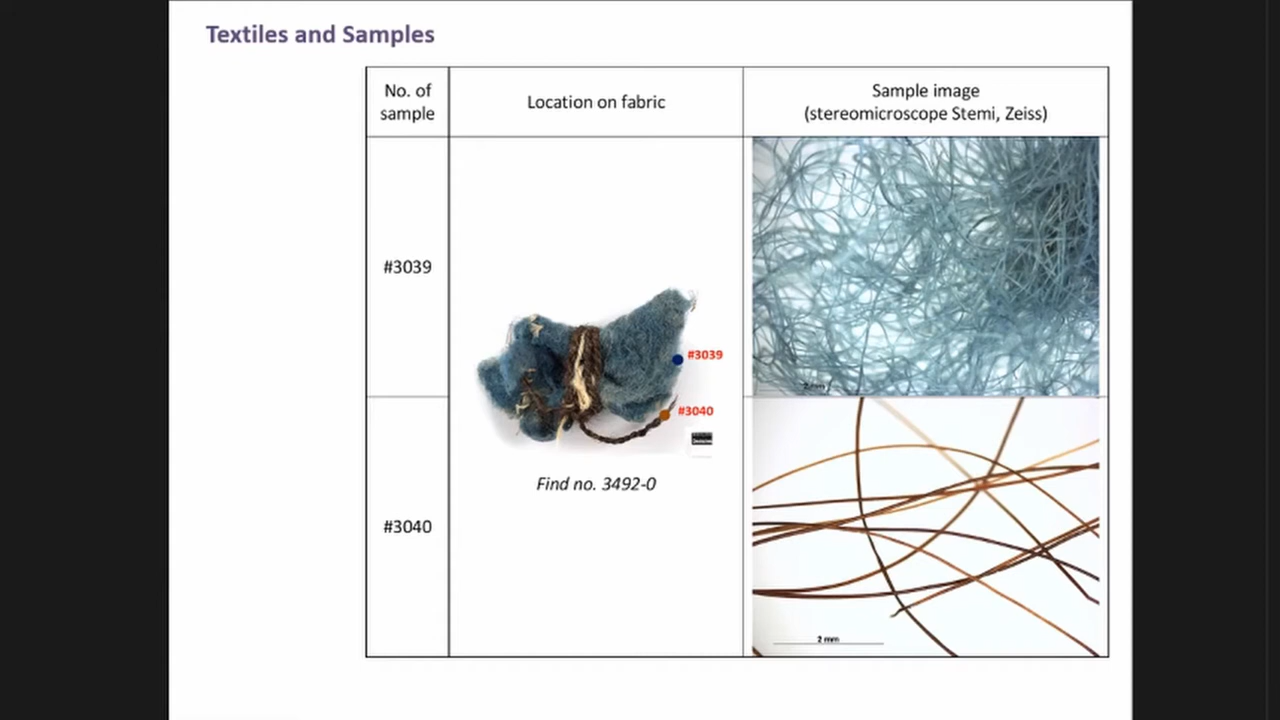 Textiles and Samples
No. of
sample
Location on fabric
Sample image
(stereomicroscope Stemi, Zeiss)
#3039
#3039
#3040
Find no. 3492-0
2 mm
#3040
2 mm